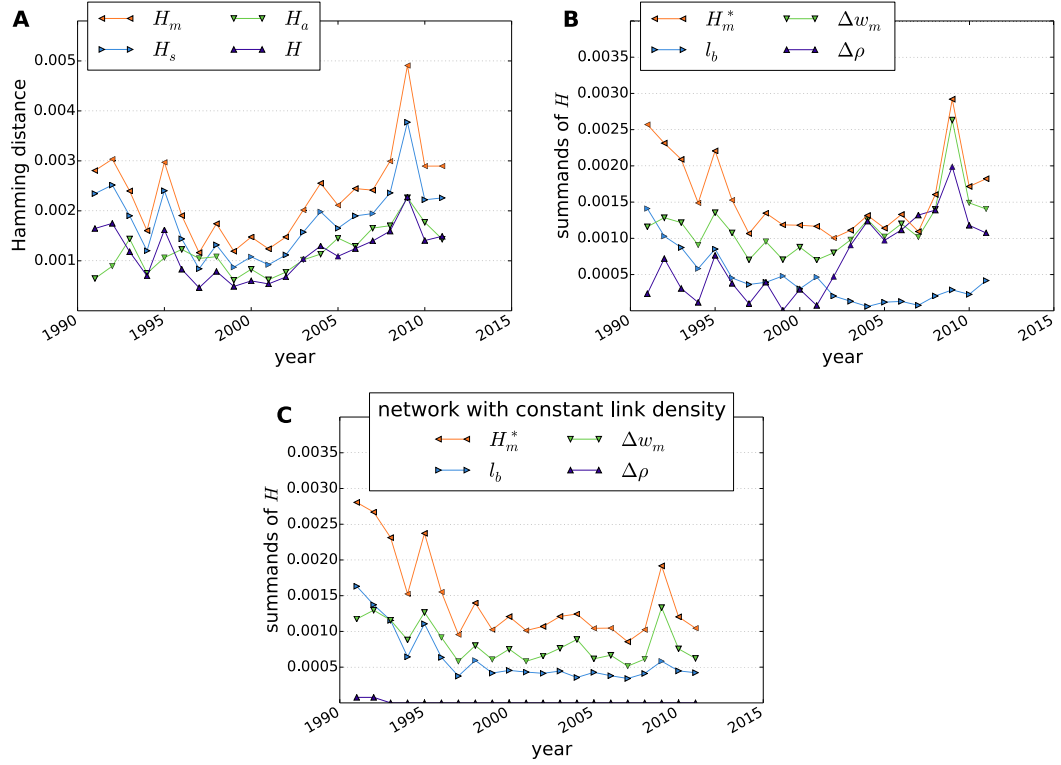 A
H_m H_a
H_s H
Hamming distance
0.005
0.004
0.003
0.002
0.001
1990 1995 2000 2005 2010 2015
year
B
H_m^* Δw_m
l_b Δρ
summands of H
0.0035
0.0030
0.0025
0.0020
0.0015
0.0010
0.0005
1990 1995 2000 2005 2010 2015
year
C
network with constant link density
H_m^* Δw_m
l_b Δρ
summands of H
0.0035
0.0030
0.0025
0.0020
0.0015
0.0010
0.0005
1990 1995 2000 2005 2010 2015
year